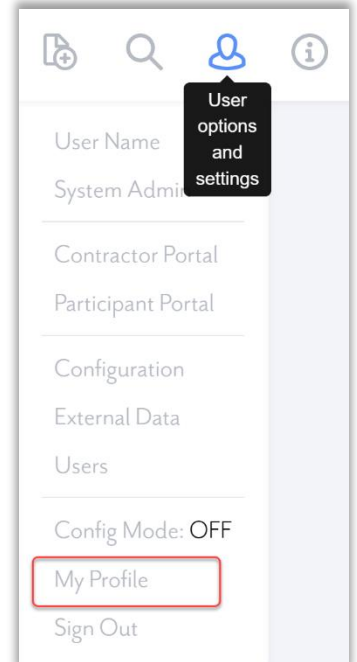 User
options
and
settings
User Name
System Admi
Contractor Portal
Participant Portal
Configuration
External Data
Users
Config Mode: OFF
My Profile
Sign Out